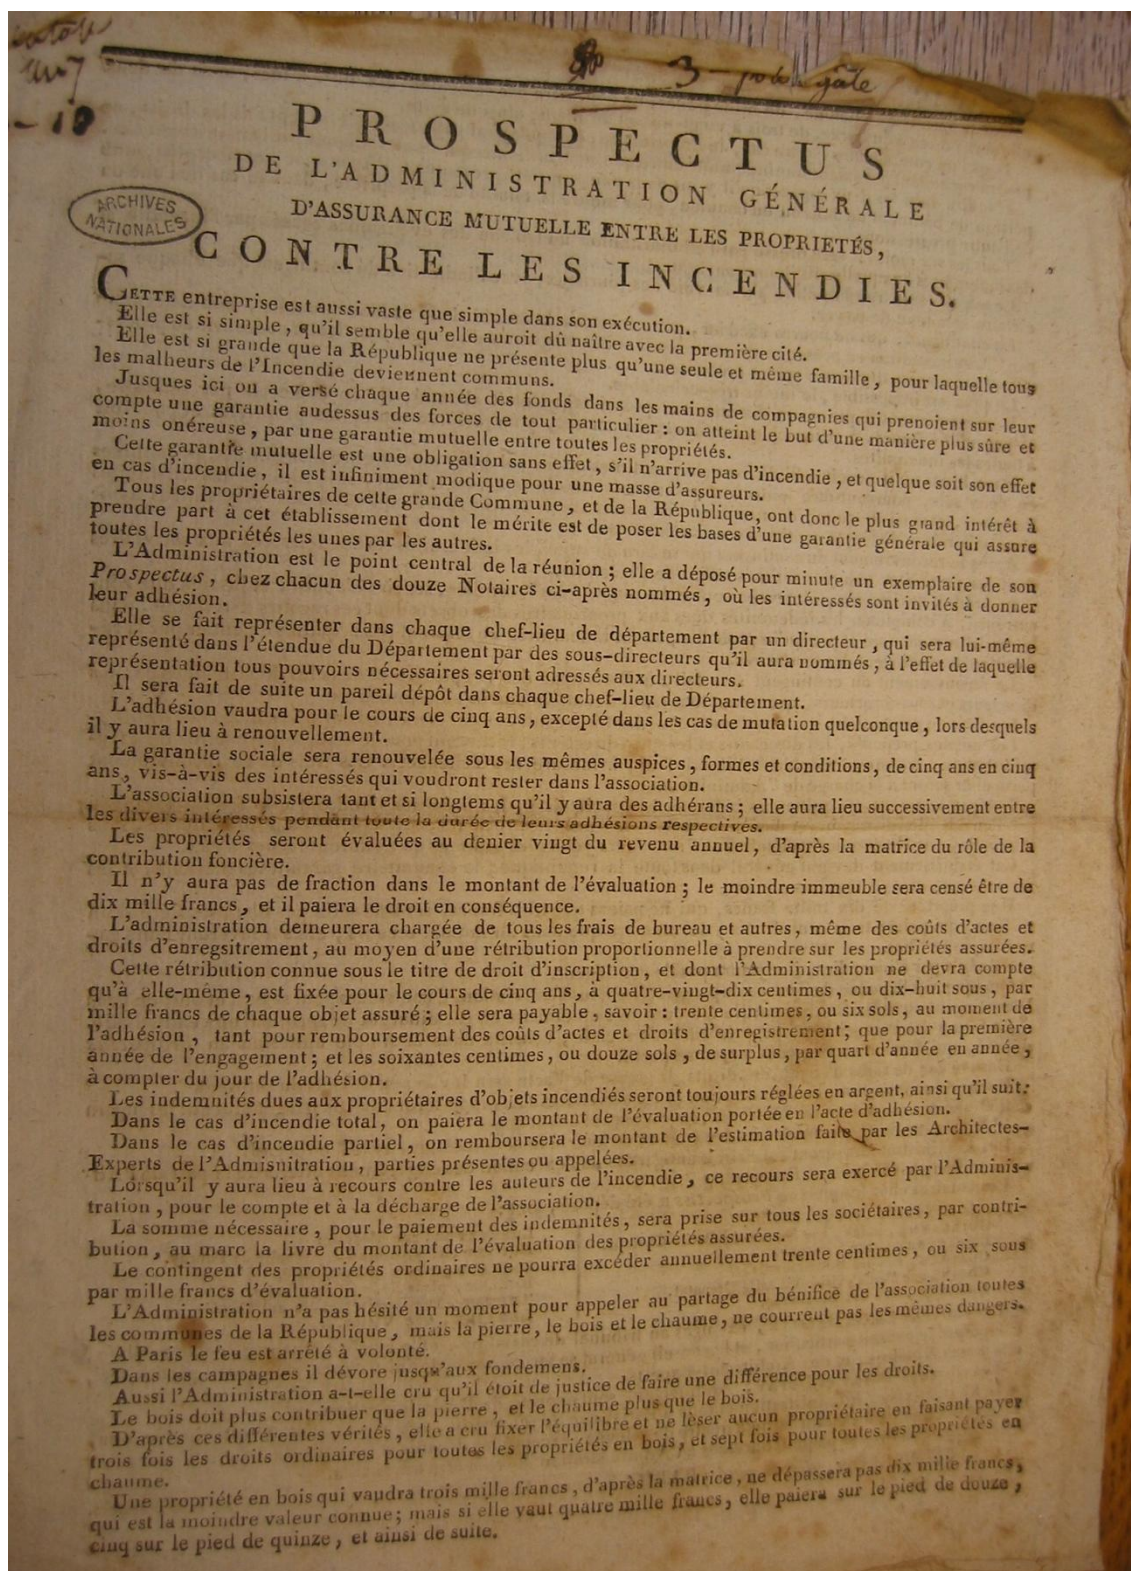 3
- 10
PROSPECTUS
DE L'ADMINISTRATION GÉNÉRALE
D'ASSURANCE MUTUELLE ENTRE LES PROPRIETÉS,
CONTRE LES INCENDIES.
ARCHIVES
NATIONALES
CETTE entreprise est aussi vaste que simple dans son exécution.
Elle est si simple, qu'il semble qu'elle auroit dû naître avec la première cité.
Elle est si grande que la République ne présente plus qu'une seule et même famille, pour laquelle tous
les malheurs de l'Incendie deviennent communs.
Jusques ici on a versé chaque année des fonds dans les mains de compagnies qui prenoient sur leur
compte une garantie audessus des forces de tout particulier : on atteint le but d'une manière plus sûre et
moins onéreuse, par une garantie mutuelle entre toutes les propriétés.
Cette garantie mutuelle est une obligation sans effet, s'il n'arrive pas d'incendie, et quelque soit son effet
en cas d'incendie, il est infiniment modique pour une masse d'assureurs.
Tous les propriétaires de cette grande Commune, et de la République, ont donc le plus grand intérêt à
prendre part à cet établissement dont le mérite est de poser les bases d'une garantie générale qui assure
toutes les propriétés les unes par les autres.
L'Administration est le point central de la réunion ; elle a déposé pour minute un exemplaire de son
Prospectus, chez chacun des douze Notaires ci-après nommés, où les intéressés sont invités à donner
leur adhésion.
Elle se fait représenter dans chaque chef-lieu de département par un directeur, qui sera lui-même
représenté dans l'étendue du Département par des sous-directeurs qu'il aura nommés, à l'effet de laquelle
représentation tous pouvoirs nécessaires seront adressés aux directeurs.
Il sera fait de suite un pareil dépôt dans chaque chef-lieu de Département.
L'adhésion vaudra pour le cours de cinq ans, excepté dans les cas de mutation quelconque, lors desquels
il y aura lieu à renouvellement.
La garantie sociale sera renouvelée sous les mêmes auspices, formes et conditions, de cinq ans en cinq
ans, vis-à-vis des intéressés qui voudront rester dans l'association.
L'association subsistera tant et si longtems qu'il y aura des adhérans ; elle aura lieu successivement entre
les divers intéressés pendant toute la durée de leurs adhésions respectives.
Les propriétés seront évaluées au denier vingt du revenu annuel, d'après la matrice du rôle de la
contribution foncière.
Il n'y aura pas de fraction dans le montant de l'évaluation ; le moindre immeuble sera censé être de
dix mille francs, et il paiera le droit en conséquence.
L'administration demeurera chargée de tous les frais de bureau et autres, même des coûts d'actes et
droits d'enregsitrement, au moyen d'une rétribution proportionnelle à prendre sur les propriétés assurées.
Cette rétribution connue sous le titre de droit d'inscription, et dont l'Administration ne devra compte
qu'à elle-même, est fixée pour le cours de cinq ans, à quatre-vingt-dix centimes, ou dix-huit sous, par
mille francs de chaque objet assuré ; elle sera payable, savoir : trente centimes, ou six sols, au moment de
l'adhésion, tant pour remboursement des coûts d'actes et droits d'enregistrement; que pour la première
année de l'engagement ; et les soixantes centimes, ou douze sols, de surplus, par quart d'année en année,
à compter du jour de l'adhésion.
Les indemnités dues aux propriétaires d'objets incendiés seront toujours réglées en argent, ainsi qu'il suit:
Dans le cas d'incendie total, on paiera le montant de l'évaluation portée en l'acte d'adhésion.
Dans le cas d'incendie partiel, on remboursera le montant de l'estimation faite par les Architectes-
Experts de l'Admisnitration, parties présentes ou appelées.
Lorsqu'il y aura lieu à recours contre les auteurs de l'incendie, ce recours sera exercé par l'Adminis-
tration, pour le compte et à la décharge de l'association.
La somme nécessaire, pour le paiement des indemnités, sera prise sur tous les sociétaires, par contri-
bution, au marc la livre du montant de l'évaluation des propriétés assurées.
Le contingent des propriétés ordinaires ne pourra excéder annuellement trente centimes, ou six sous
par mille francs d'évaluation.
L'Administration n'a pas hésité un moment pour appeler au partage du bénifice de l'association toutes
les communes de la République, mais la pierre, le bois et le chaume, ne courrent pas les mêmes dangers.
A Paris le feu est arrêté à volonté.
Dans les campagnes il dévore jusqu'aux fondemens.
Aussi l'Administration a-t-elle cru qu'il étoit de justice de faire une différence pour les droits.
Le bois doit plus contribuer que la pierre, et le chaume plus que le bois.
D'après ces différentes vérités, elle a cru fixer l'équilibre et ne lèser aucun propriétaire en faisant payer
trois fois les droits ordinaires pour toutes les propriétés en bois, et sept fois pour toutes les propriétés en
chaume.
Une propriété en bois qui vaudra trois mille francs, d'après la matrice, ne dépassera pas dix mille francs,
qui est la moindre valeur connue; mais si elle vaut quatre mille francs, elle paiera sur le pied de douze,
cinq sur le pied de quinze, et ainsi de suite.